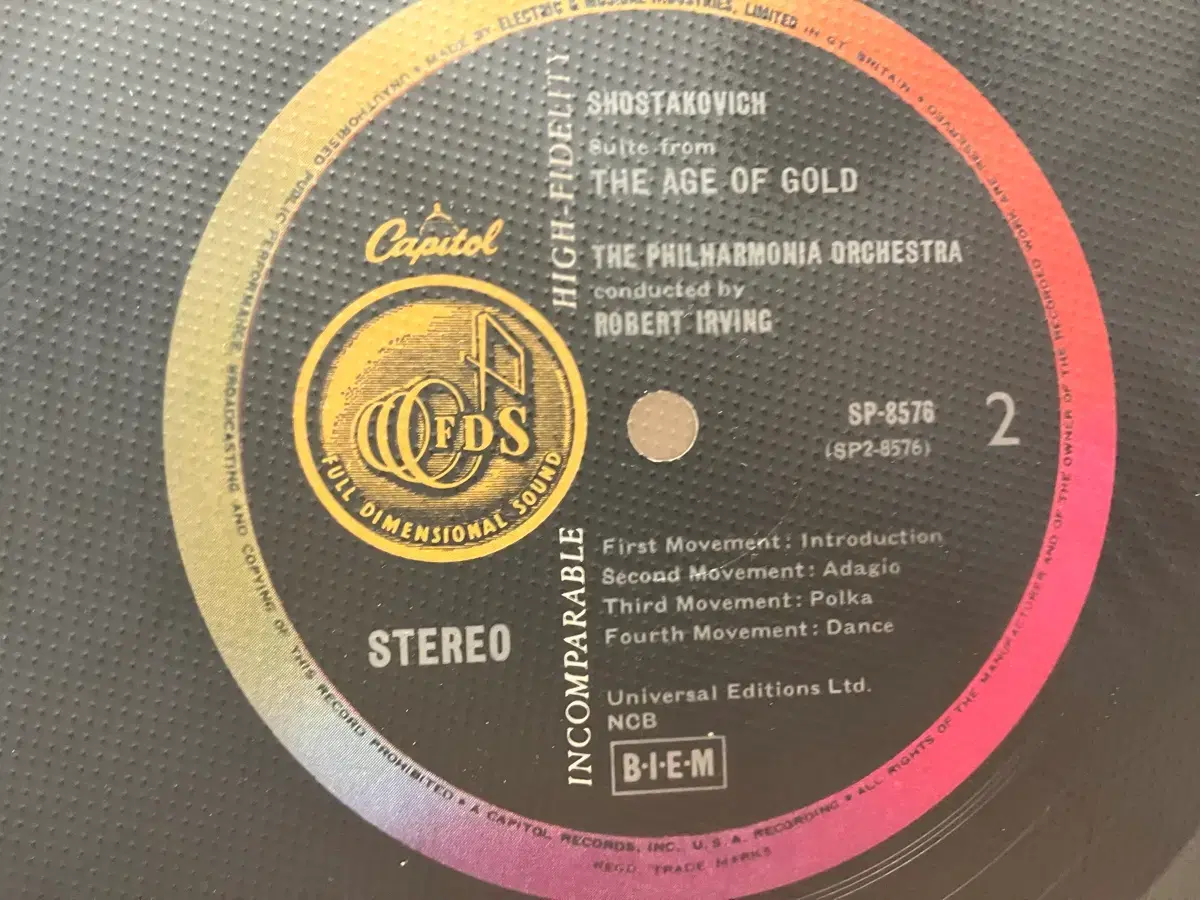 MADE BY ELECTRIC & MUSICAL INDUSTRIES, LIMITED IN GT. BRITAIN • ALL RIGHTS OF THE MANUFACTURER AND OF THE OWNER OF THE RECORDED WORK ARE RESERVED • UNAUTHORISED PUBLIC PERFORMANCE BROADCASTING AND COPYING OF THIS RECORD PROHIBITED • A CAPITOL RECORDS, INC. U.S.A. RECORDING •
REGD. TRADE MARKS
INCOMPARABLE HIGH-FIDELITY
Capitol
FDS
FULL DIMENSIONAL SOUND
STEREO
SHOSTAKOVICH
Suite from
THE AGE OF GOLD
THE PHILHARMONIA ORCHESTRA
conducted by
ROBERT IRVING
SP-8576
(SP2-8576)
2
First Movement: Introduction
Second Movement: Adagio
Third Movement: Polka
Fourth Movement: Dance
Universal Editions Ltd.
NCB
B·I·E·M